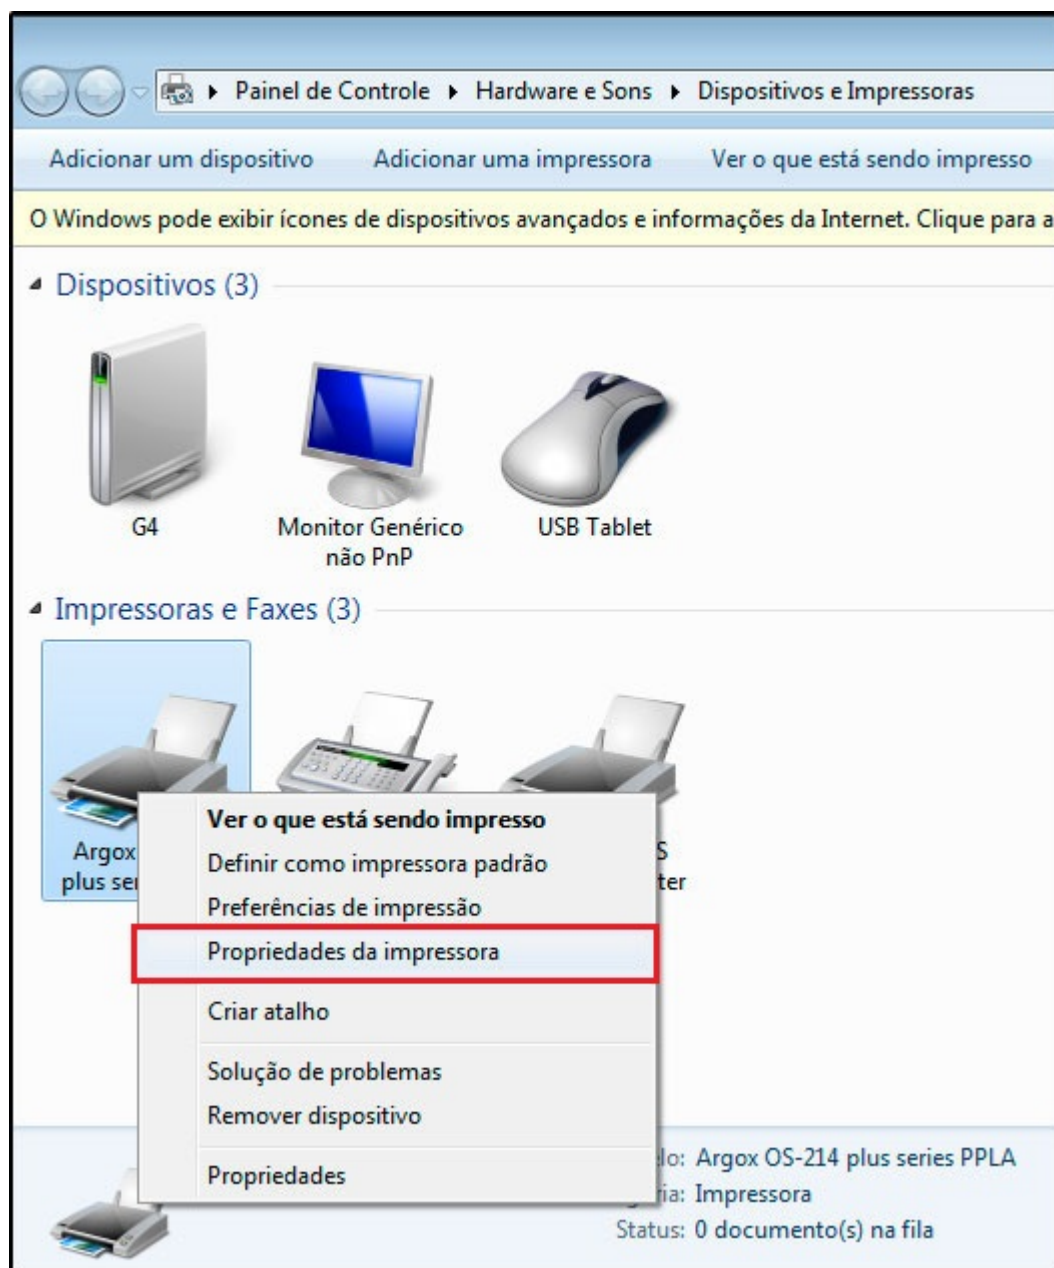 Painel de Controle Hardware e Sons Dispositivos e Impressoras
Adicionar um dispositivo Adicionar uma impressora Ver o que está sendo impresso
O Windows pode exibir ícones de dispositivos avançados e informações da Internet. Clique para a
Dispositivos (3)
G4
Monitor Genérico
não PnP
USB Tablet
Impressoras e Faxes (3)
Argox
plus
Ver o que está sendo impresso
Definir como impressora padrão
Preferências de impressão
Propriedades da impressora
Criar atalho
Solução de problemas
Remover dispositivo
Propriedades
Argox OS-214 plus series PPLA
Impressora
Status: 0 documento(s) na fila